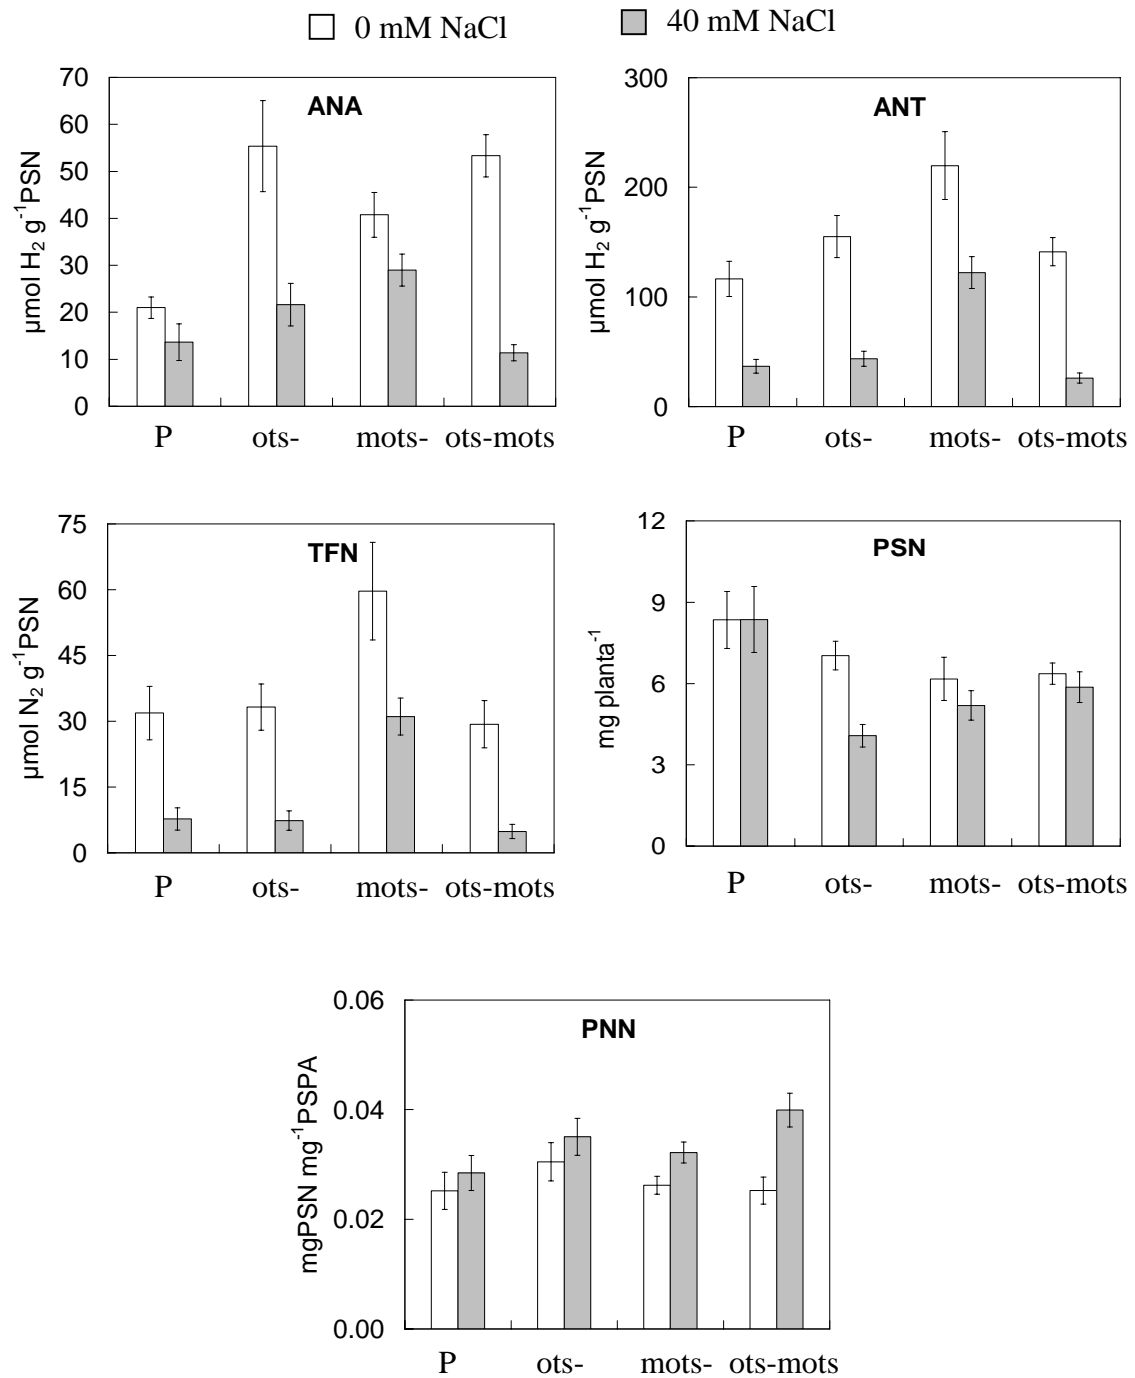 0 mM NaCl 40 mM NaCl
ANA
µmol H₂ g⁻¹PSN
70
60
50
40
30
20
10
0
P ots- mots- ots-mots
ANT
µmol H₂ g⁻¹PSN
300
200
100
0
P ots- mots- ots-mots
TFN
µmol N₂ g⁻¹PSN
75
60
45
30
15
0
P ots- mots- ots-mots
PSN
mg planta⁻¹
12
9
6
3
0
P ots- mots- ots-mots
PNN
mgPSN mg⁻¹PSPA
0.06
0.04
0.02
0.00
P ots- mots- ots-mots